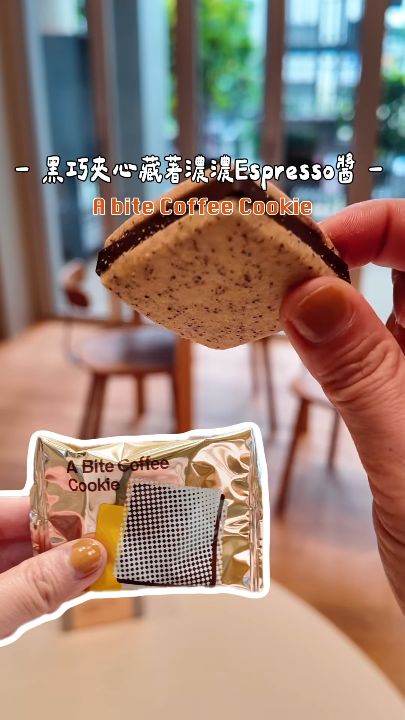 - 黑巧夾心藏著濃濃Espresso醬 -
A bite Coffee Cookie
A Bite Coffee
Cookie